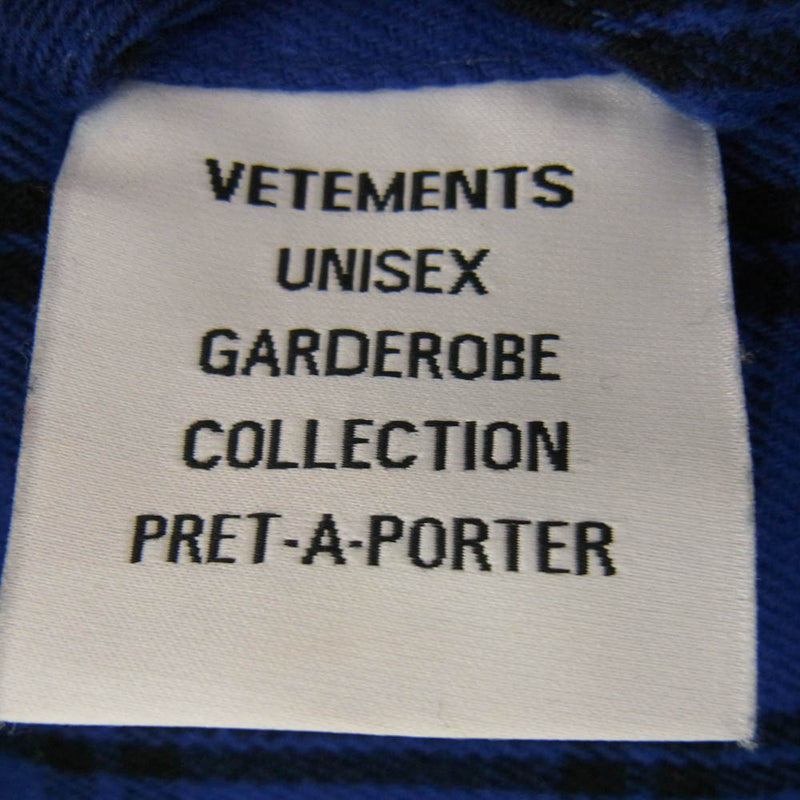 VETEMENTS
UNISEX
GARDEROBE
COLLECTION
PRET-A-PORTER